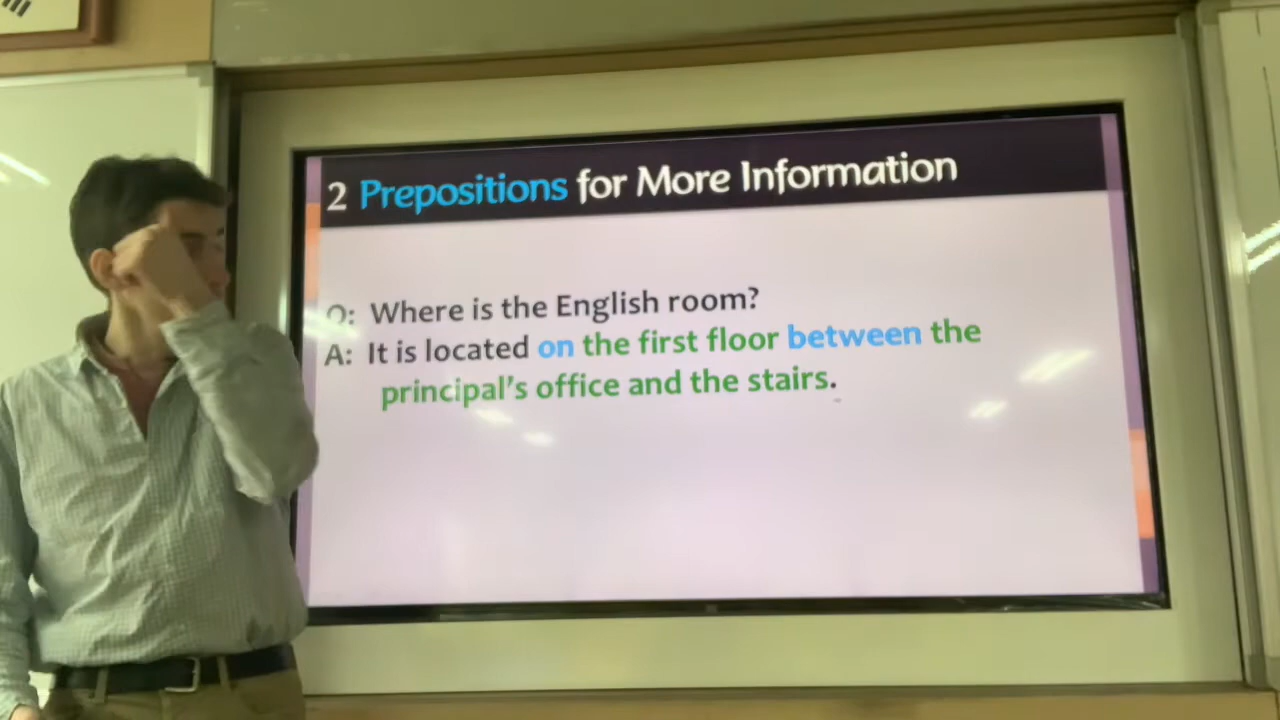 2 Prepositions for More Information
Q: Where is the English room?
A: It is located on the first floor between the
principal's office and the stairs.